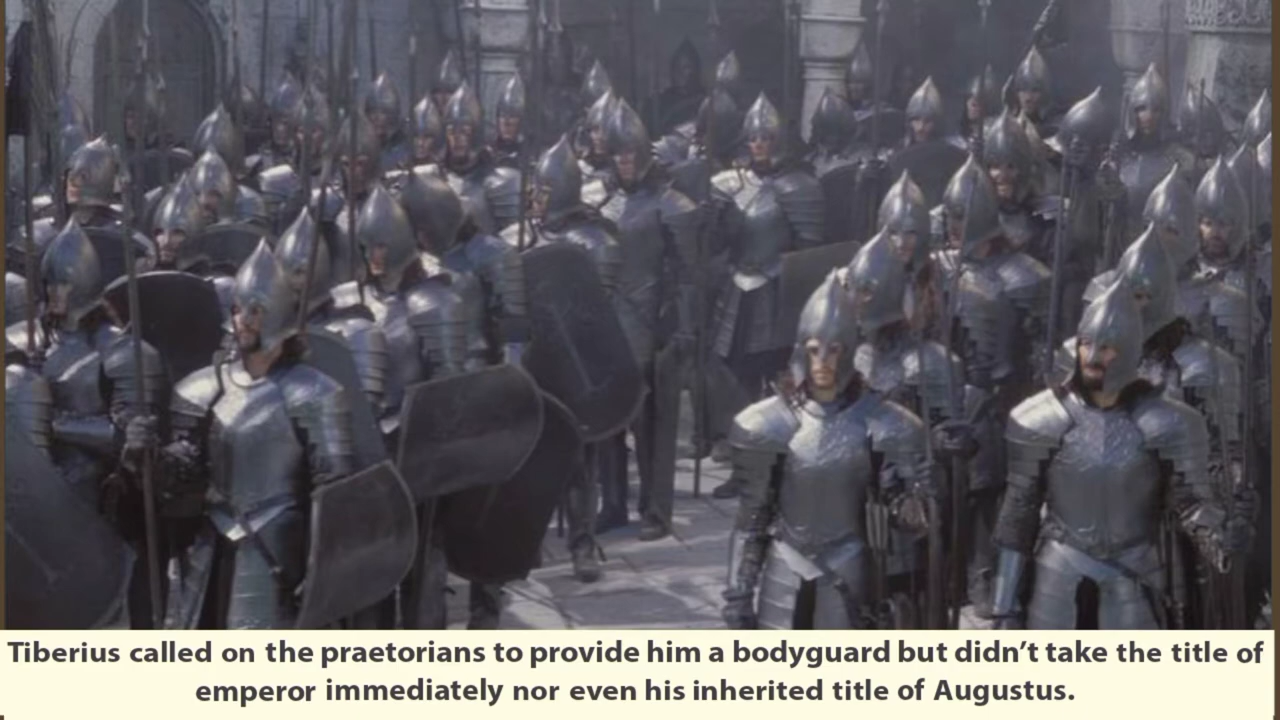 Tiberius called on the praetorians to provide him a bodyguard but didn’t take the title of
emperor immediately nor even his inherited title of Augustus.